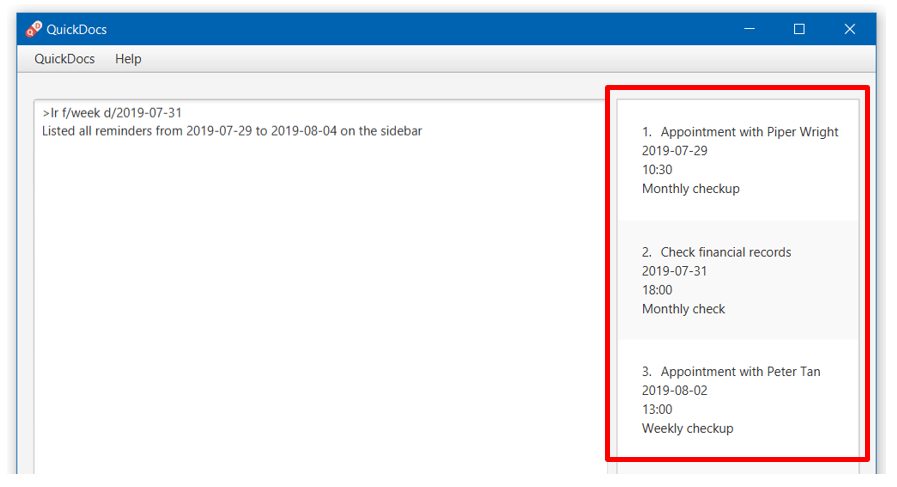 QuickDocs
QuickDocs Help
>lr f/week d/2019-07-31
Listed all reminders from 2019-07-29 to 2019-08-04 on the sidebar
1. Appointment with Piper Wright
2019-07-29
10:30
Monthly checkup
2. Check financial records
2019-07-31
18:00
Monthly check
3. Appointment with Peter Tan
2019-08-02
13:00
Weekly checkup